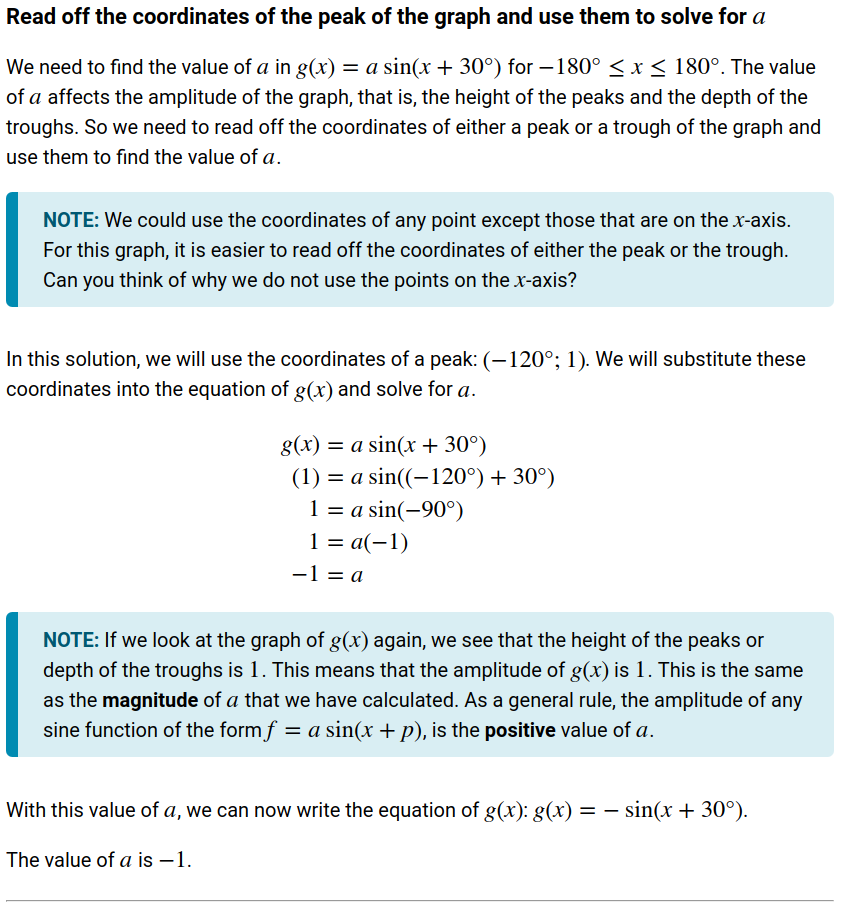 Read off the coordinates of the peak of the graph and use them to solve for a
We need to find the value of a in g(x) = a sin(x + 30°) for −180° ≤ x ≤ 180°. The value
of a affects the amplitude of the graph, that is, the height of the peaks and the depth of the
troughs. So we need to read off the coordinates of either a peak or a trough of the graph and
use them to find the value of a.
NOTE: We could use the coordinates of any point except those that are on the x-axis.
For this graph, it is easier to read off the coordinates of either the peak or the trough.
Can you think of why we do not use the points on the x-axis?
In this solution, we will use the coordinates of a peak: (−120°; 1). We will substitute these
coordinates into the equation of g(x) and solve for a.
g(x) = a sin(x + 30°)
(1) = a sin((−120°) + 30°)
1 = a sin(−90°)
1 = a(−1)
−1 = a
NOTE: If we look at the graph of g(x) again, we see that the height of the peaks or
depth of the troughs is 1. This means that the amplitude of g(x) is 1. This is the same
as the magnitude of a that we have calculated. As a general rule, the amplitude of any
sine function of the form f = a sin(x + p), is the positive value of a.
With this value of a, we can now write the equation of g(x): g(x) = − sin(x + 30°).
The value of a is −1.